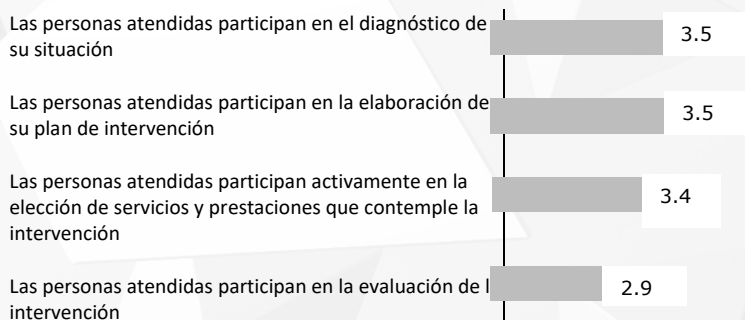 Las personas atendidas participan en el diagnóstico de
su situación
3.5
Las personas atendidas participan en la elaboración de
su plan de intervención
3.5
Las personas atendidas participan activamente en la
elección de servicios y prestaciones que contemple la
intervención
3.4
Las personas atendidas participan en la evaluación de l
intervención
2.9